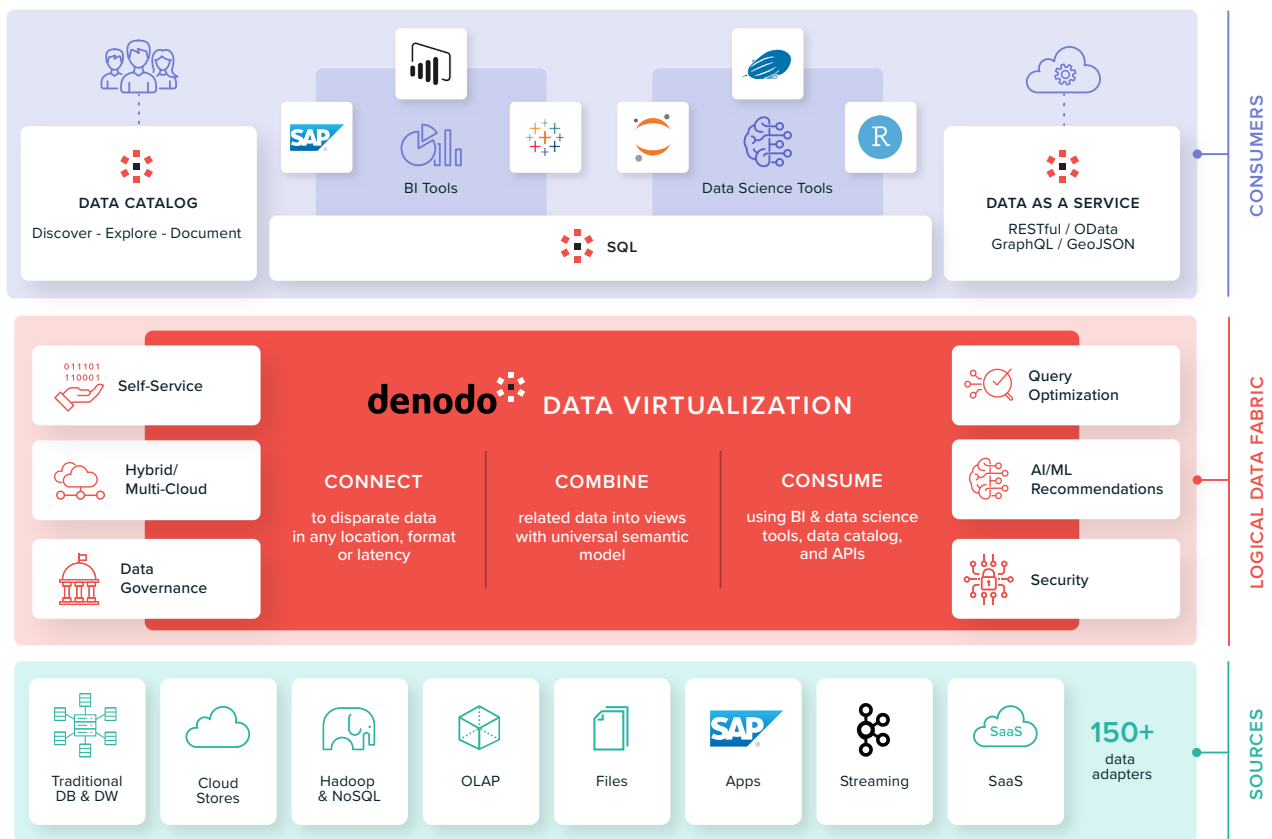 SAP
BI Tools
Data Science Tools
R
DATA CATALOG
Discover - Explore - Document
SQL
DATA AS A SERVICE
RESTful / OData
GraphQL / GeoJSON
CONSUMERS
011101
110001
Self-Service
Hybrid/
Multi-Cloud
Data
Governance
denodo DATA VIRTUALIZATION
CONNECT
to disparate data
in any location, format
or latency
COMBINE
related data into views
with universal semantic
model
CONSUME
using BI & data science
tools, data catalog,
and APIs
Query
Optimization
AI/ML
Recommendations
Security
LOGICAL DATA FABRIC
Traditional
DB & DW
Cloud
Stores
Hadoop
& NoSQL
OLAP
Files
SAP
Apps
Streaming
SaaS
SaaS
150+
data
adapters
SOURCES